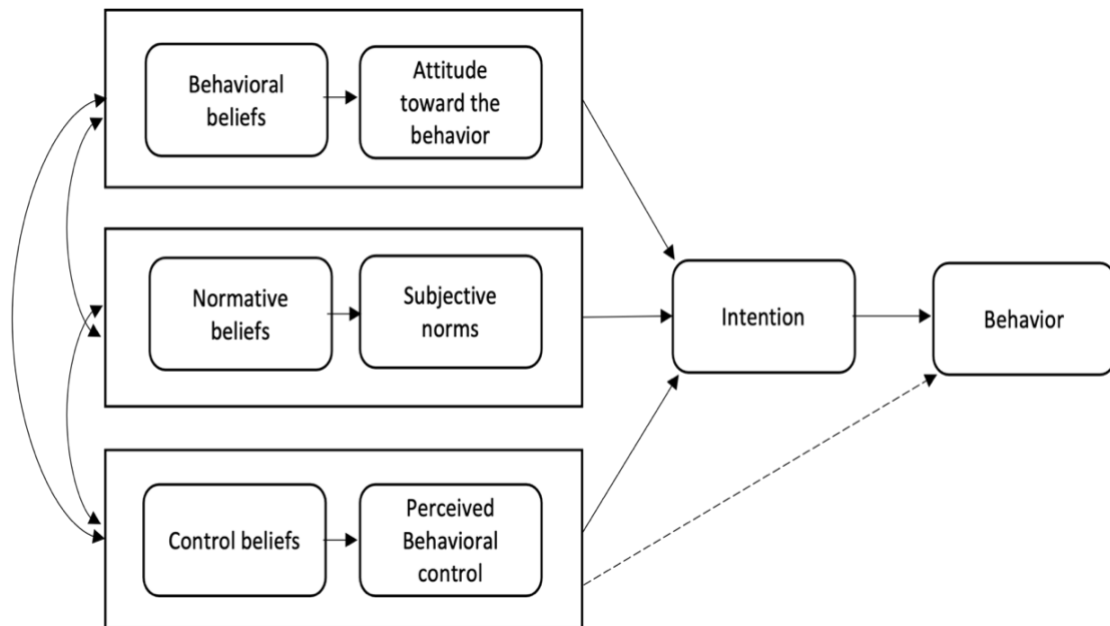 Behavioral
beliefs
Attitude
toward the
behavior
Normative
beliefs
Subjective
norms
Intention
Behavior
Control beliefs
Perceived
Behavioral
control